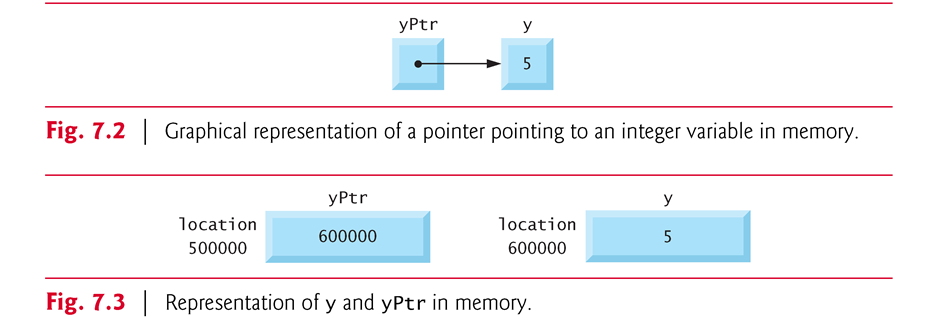 yPtr y
5
Fig. 7.2 | Graphical representation of a pointer pointing to an integer variable in memory.
yPtr y
location 600000 location 5
500000 600000
Fig. 7.3 | Representation of y and yPtr in memory.